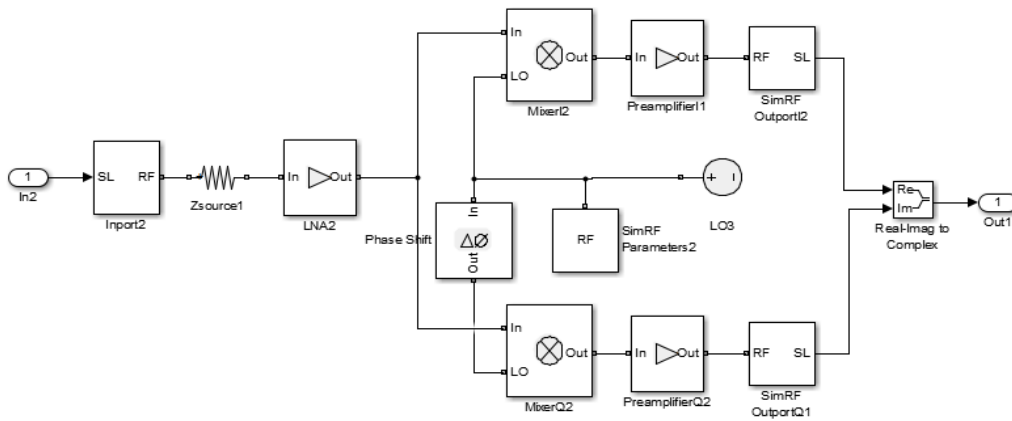 In
LO
Out
MixerI2
In
Out
PreamplifierI1
RF
SL
SimRF
OutportI2
1
In2
SL
RF
Inport2
Zsource1
In
Out
LNA2
Phase Shift
In
ΔØ
Out
RF
SimRF
Parameters2
+
LO3
Re
Im
Real-Imag to
Complex
1
Out1
In
LO
Out
MixerQ2
In
Out
PreamplifierQ2
RF
SL
SimRF
OutportQ1